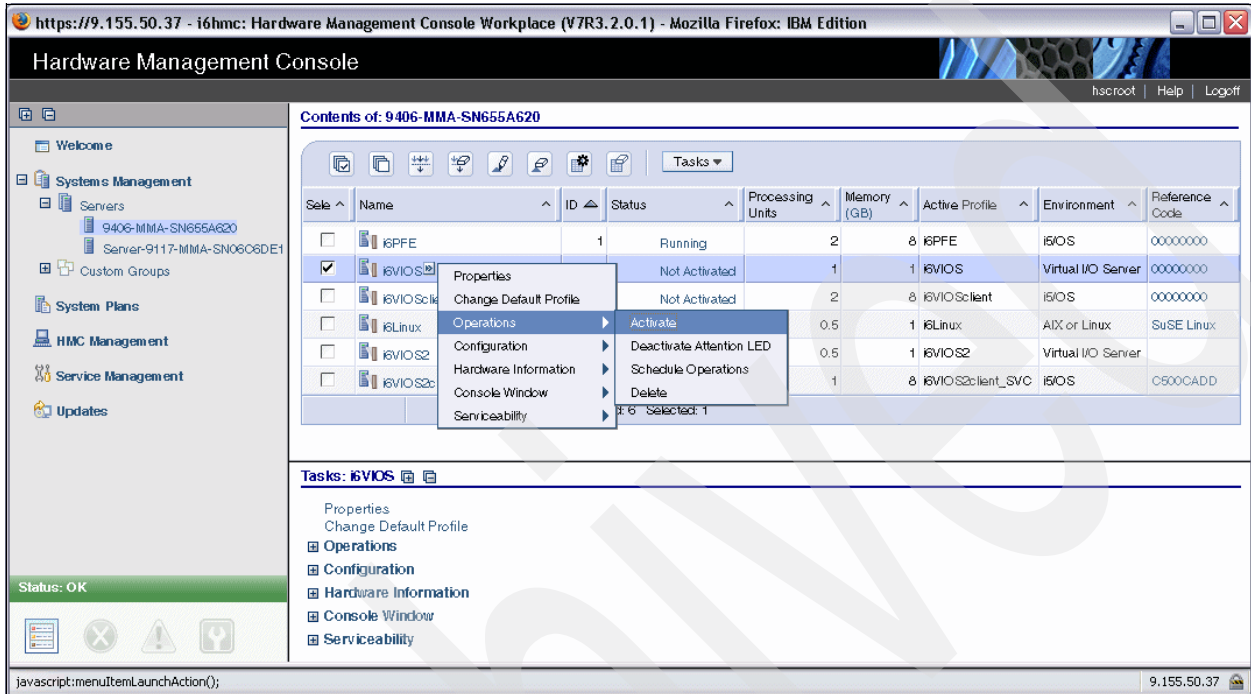 https://9.155.50.37 - i6hmc: Hardware Management Console Workplace (V7R3.2.0.1) - Mozilla Firefox: IBM Edition
Hardware Management Console
hscroot | Help | Logoff
Contents of: 9406-MMA-SN655A620
Welcome
Systems Management
Servers
9406-MMA-SN655A620
Server-9117-MMA-SN06C6DE1
Custom Groups
System Plans
HMC Management
Service Management
Updates
Status: OK
Tasks
Sele Name ID Status Processing Units Memory (GB) Active Profile Environment Reference Code
i6PFE 1 Running 2 8 i6PFE i5/OS 00000000
i6VIOS Not Activated 1 1 i6VIOS Virtual I/O Server 00000000
i6VIOSclie Not Activated 2 8 i6VIOSclient i5/OS 00000000
i6Linux 0.5 1 i6Linux AIX or Linux SuSE Linux
i6VIOS2 0.5 1 i6VIOS2 Virtual I/O Server
i6VIOS2c 1 8 i6VIOS2client_SVC i5/OS C500CADD
d: 6 Selected: 1
Properties
Change Default Profile
Operations
Configuration
Hardware Information
Console Window
Serviceability
Activate
Deactivate Attention LED
Schedule Operations
Delete
Tasks: i6VIOS
Properties
Change Default Profile
Operations
Configuration
Hardware Information
Console Window
Serviceability
javascript:menuItemLaunchAction();
9.155.50.37